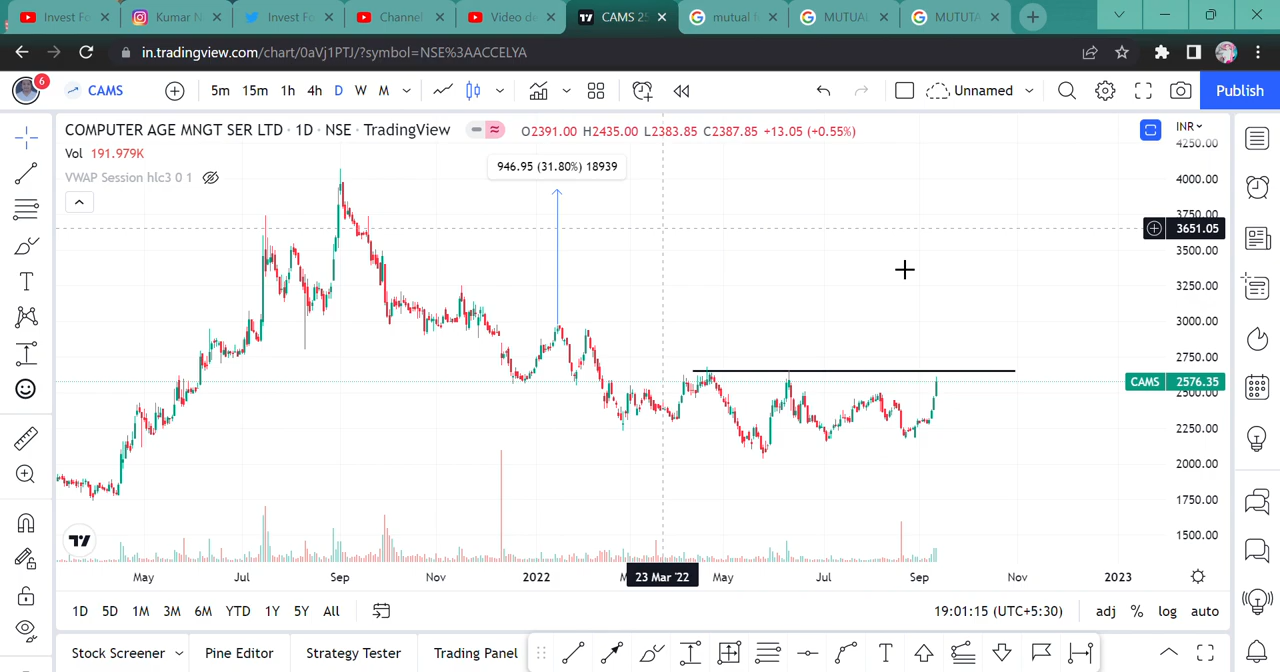 Invest Fo
Kumar N
Invest Fo
Channel
Video de
CAMS 25
mutual f
MUTUAL
MUTUTA
in.tradingview.com/chart/0aVj1PTJ/?symbol=NSE%3AACCELYA
6
CAMS
5m 15m 1h 4h D W M
Unnamed
Publish
COMPUTER AGE MNGT SER LTD · 1D · NSE · TradingView
O2391.00 H2435.00 L2383.85 C2387.85 +13.05 (+0.55%)
INR
Vol 191.979K
VWAP Session hlc3 0 1
946.95 (31.80%) 18939
4250.00
4000.00
3750.00
3651.05
3500.00
3250.00
3000.00
2750.00
CAMS 2576.35
2500.00
2250.00
2000.00
1750.00
1500.00
May Jul Sep Nov 2022 23 Mar '22 May Jul Sep Nov 2023
1D 5D 1M 3M 6M YTD 1Y 5Y All
19:01:15 (UTC+5:30) adj % log auto
Stock Screener Pine Editor Strategy Tester Trading Panel